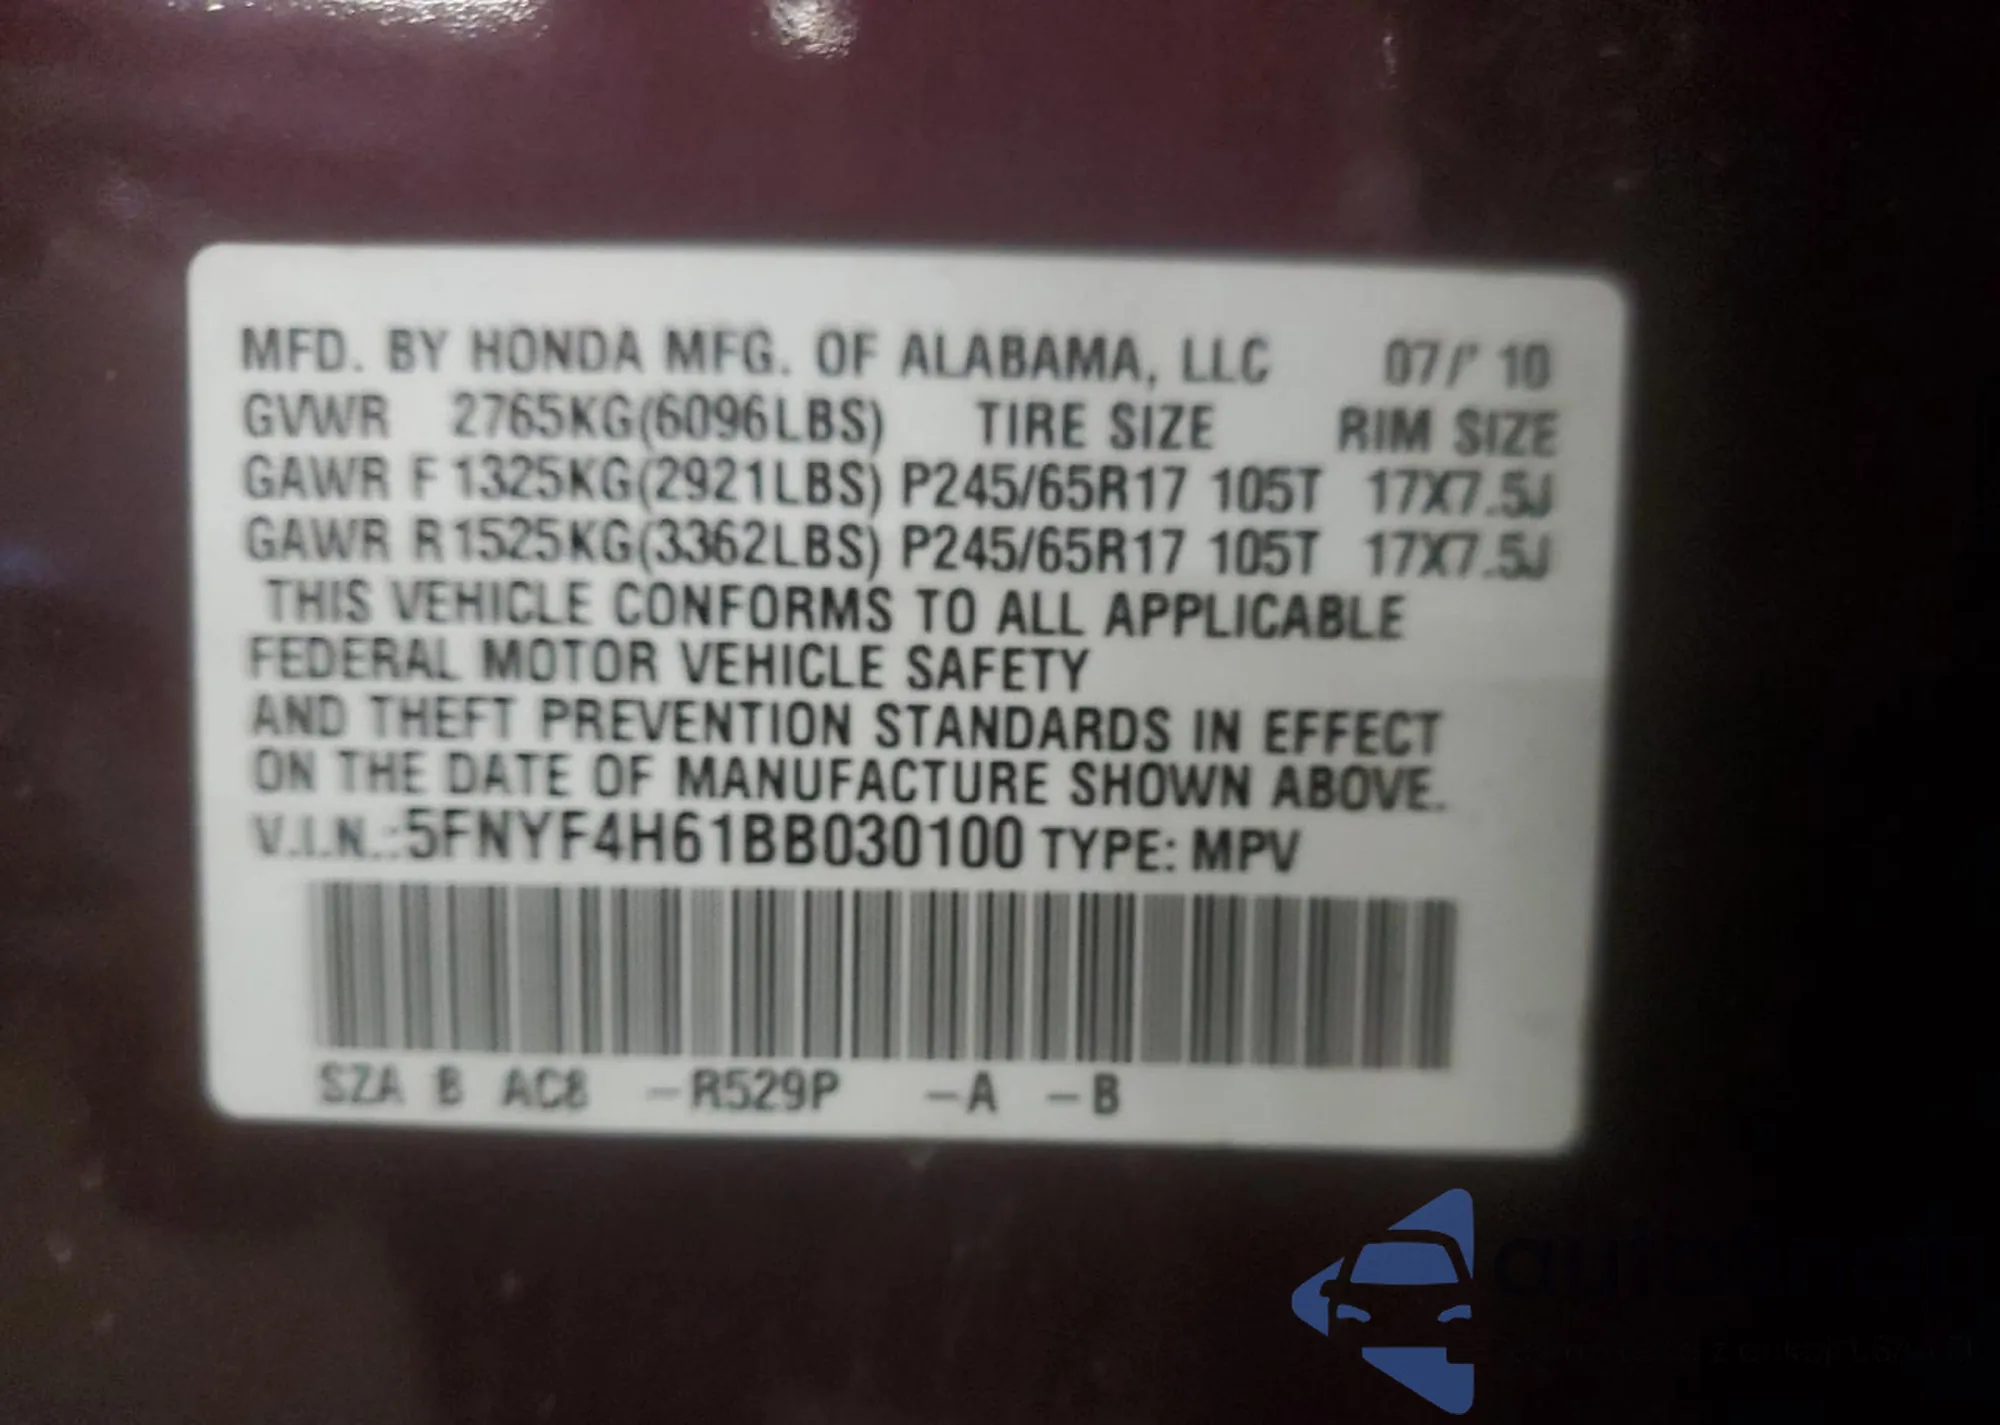 MFD. BY HONDA MFG. OF ALABAMA, LLC 07/' 10
GVWR 2765KG(6096LBS) TIRE SIZE RIM SIZE
GAWR F 1325KG(2921LBS) P245/65R17 105T 17X7.5J
GAWR R 1525KG(3362LBS) P245/65R17 105T 17X7.5J
THIS VEHICLE CONFORMS TO ALL APPLICABLE
FEDERAL MOTOR VEHICLE SAFETY
AND THEFT PREVENTION STANDARDS IN EFFECT
ON THE DATE OF MANUFACTURE SHOWN ABOVE.
V.I.N.:5FNYF4H61BB030100 TYPE: MPV
SZA B AC8 -R529P -A -B